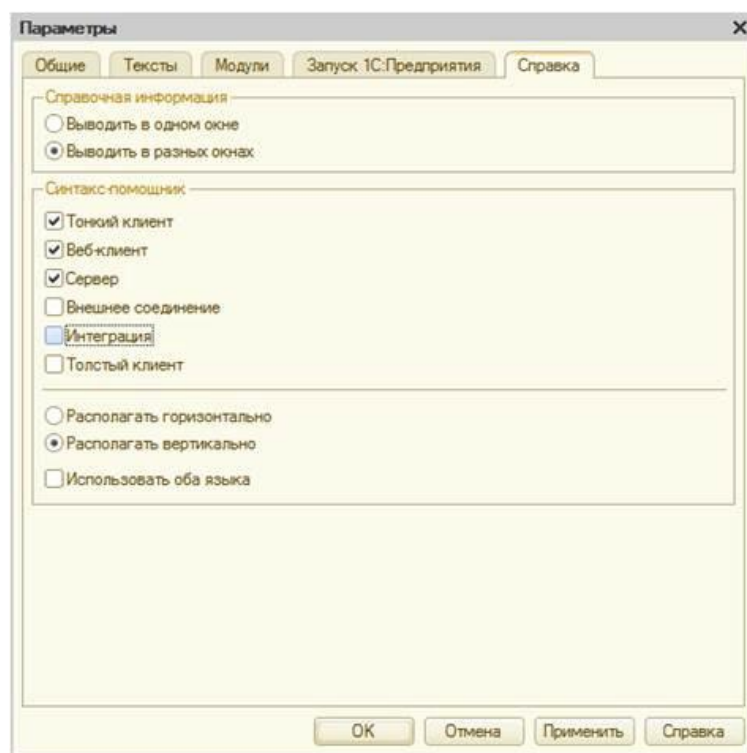 Параметры
Общие Тексты Модули Запуск 1С:Предприятия Справка
Справочная информация
Выводить в одном окне
Выводить в разных окнах
Синтакс-помощник
Тонкий клиент
Веб-клиент
Сервер
Внешнее соединение
Интеграция
Толстый клиент
Располагать горизонтально
Располагать вертикально
Использовать оба языка
OK Отмена Применить Справка